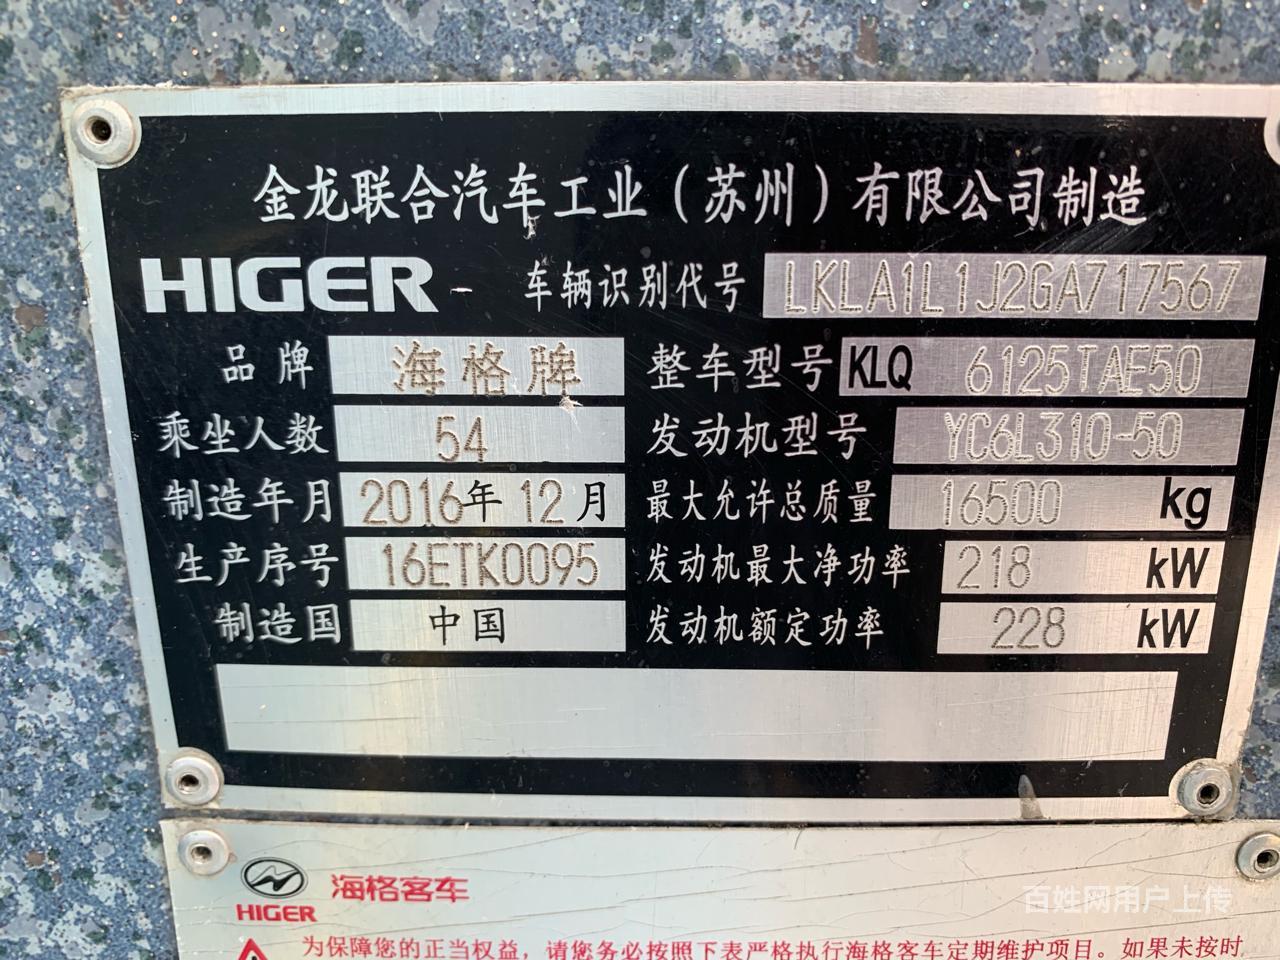 金龙联合汽车工业（苏州）有限公司制造
HIGER 车辆识别代号 LKLA1L1J2GA717567
品牌 海格牌 整车型号 KLQ 6125TAE50
乘坐人数 54 发动机型号 YC6L310-50
制造年月 2016年12月 最大允许总质量 16500 kg
生产序号 16ETK0095 发动机最大净功率 218 kW
制造国 中国 发动机额定功率 228 kW
HIGER 海格客车
百姓网用户上传
为保障您的正当权益，请您务必按照下表严格执行海格客车定期维护项目。如果未按时